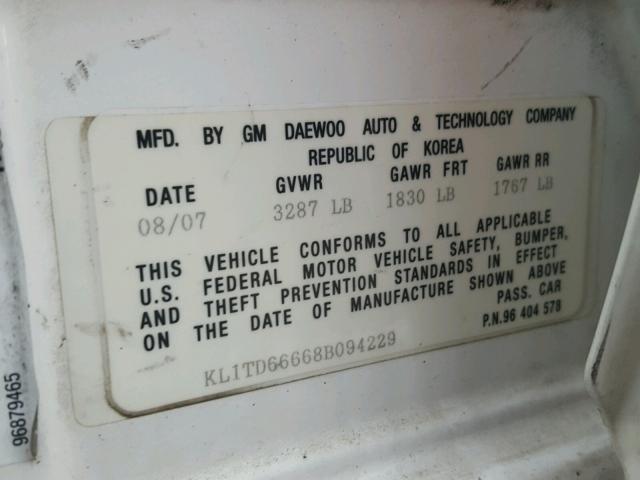 MFD. BY GM DAEWOO AUTO & TECHNOLOGY COMPANY
REPUBLIC OF KOREA
DATE GVWR GAWR FRT GAWR RR
08/07 3287 LB 1830 LB 1767 LB
THIS VEHICLE CONFORMS TO ALL APPLICABLE
U.S. FEDERAL MOTOR VEHICLE SAFETY, BUMPER,
AND THEFT PREVENTION STANDARDS IN EFFECT
ON THE DATE OF MANUFACTURE SHOWN ABOVE
PASS. CAR
P.N.96 404 578
KL1TD66668B094229
96879465